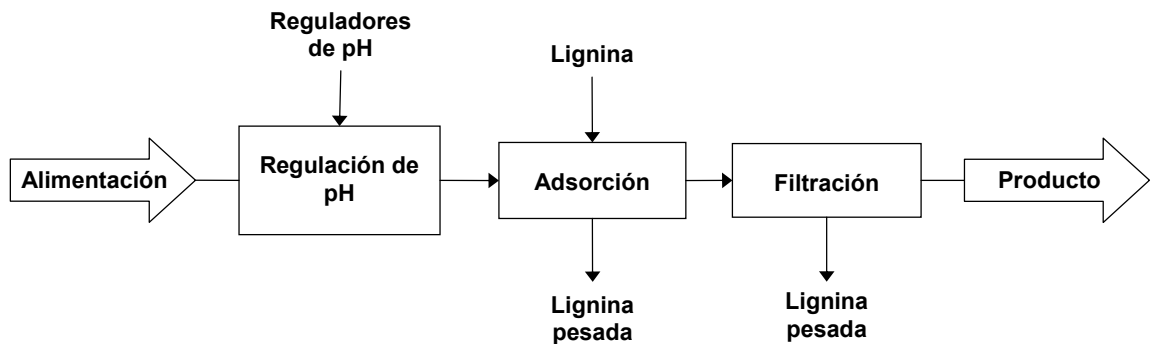 Reguladores
de pH
Lignina
Alimentación
Regulación de
pH
Adsorción
Filtración
Producto
Lignina
pesada
Lignina
pesada